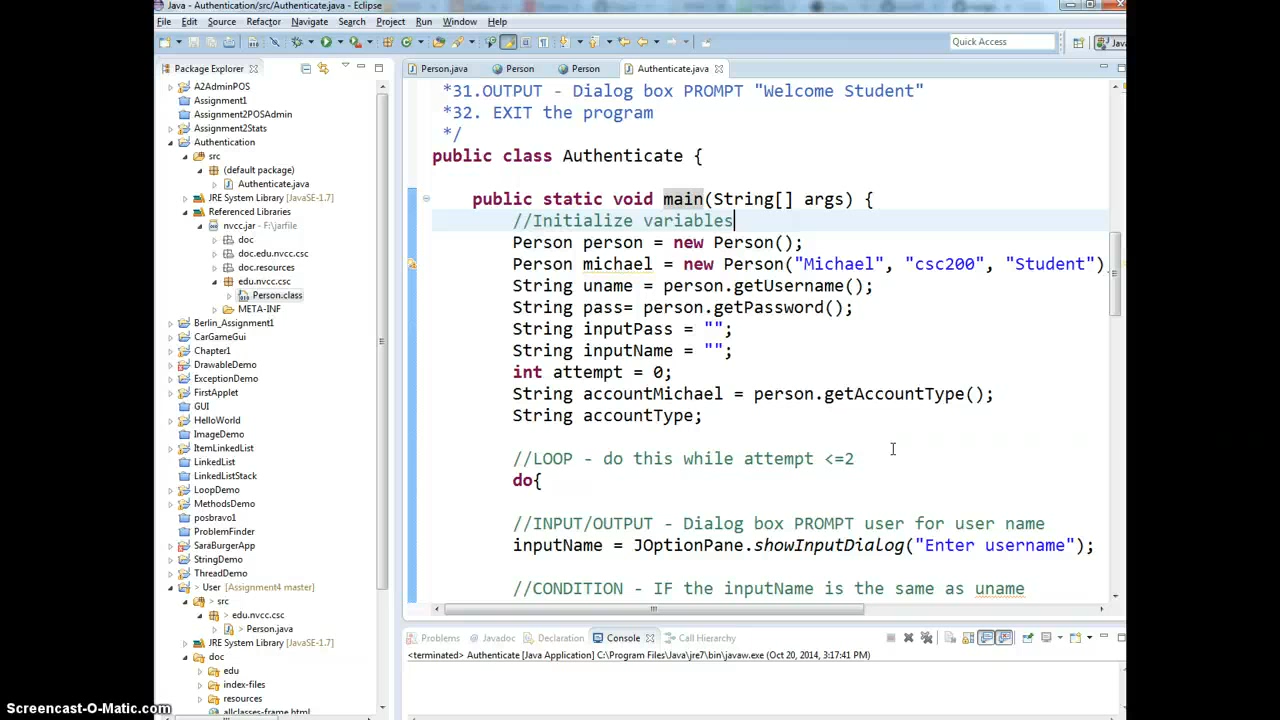 Java - Authentication/src/Authenticate.java - Eclipse
File Edit Source Refactor Navigate Search Project Run Window Help
Quick Access
Java
Package Explorer
A2AdminPOS
Assignment1
Assignment2POSAdmin
Assignment2Stats
Authentication
src
(default package)
Authenticate.java
JRE System Library [JavaSE-1.7]
Referenced Libraries
nvcc.jar - F:\jarfile
doc
doc.edu.nvcc.csc
doc.resources
edu.nvcc.csc
Person.class
META-INF
Berlin_Assignment1
CarGameGui
Chapter1
DrawableDemo
ExceptionDemo
FirstApplet
GUI
HelloWorld
ImageDemo
ItemLinkedList
LinkedList
LinkedListStack
LoopDemo
MethodsDemo
posbravo1
ProblemFinder
SaraBurgerApp
StringDemo
ThreadDemo
> User [Assignment4 master]
> src
> edu.nvcc.csc
> Person.java
JRE System Library [JavaSE-1.7]
doc
edu
index-files
resources
allclasses-frame.html
Person.java Person Person Authenticate.java
*31.OUTPUT - Dialog box PROMPT "Welcome Student"
*32. EXIT the program
*/
public class Authenticate {
public static void main(String[] args) {
//Initialize variables
Person person = new Person();
Person michael = new Person("Michael", "csc200", "Student")
String uname = person.getUsername();
String pass= person.getPassword();
String inputPass = "";
String inputName = "";
int attempt = 0;
String accountMichael = person.getAccountType();
String accountType;
//LOOP - do this while attempt <=2
do{
//INPUT/OUTPUT - Dialog box PROMPT user for user name
inputName = JOptionPane.showInputDialog("Enter username");
//CONDITION - IF the inputName is the same as uname
Problems Javadoc Declaration Console Call Hierarchy
<terminated> Authenticate [Java Application] C:\Program Files\Java\jre7\bin\javaw.exe (Oct 20, 2014, 3:17:41 PM)
Screencast-O-Matic.com